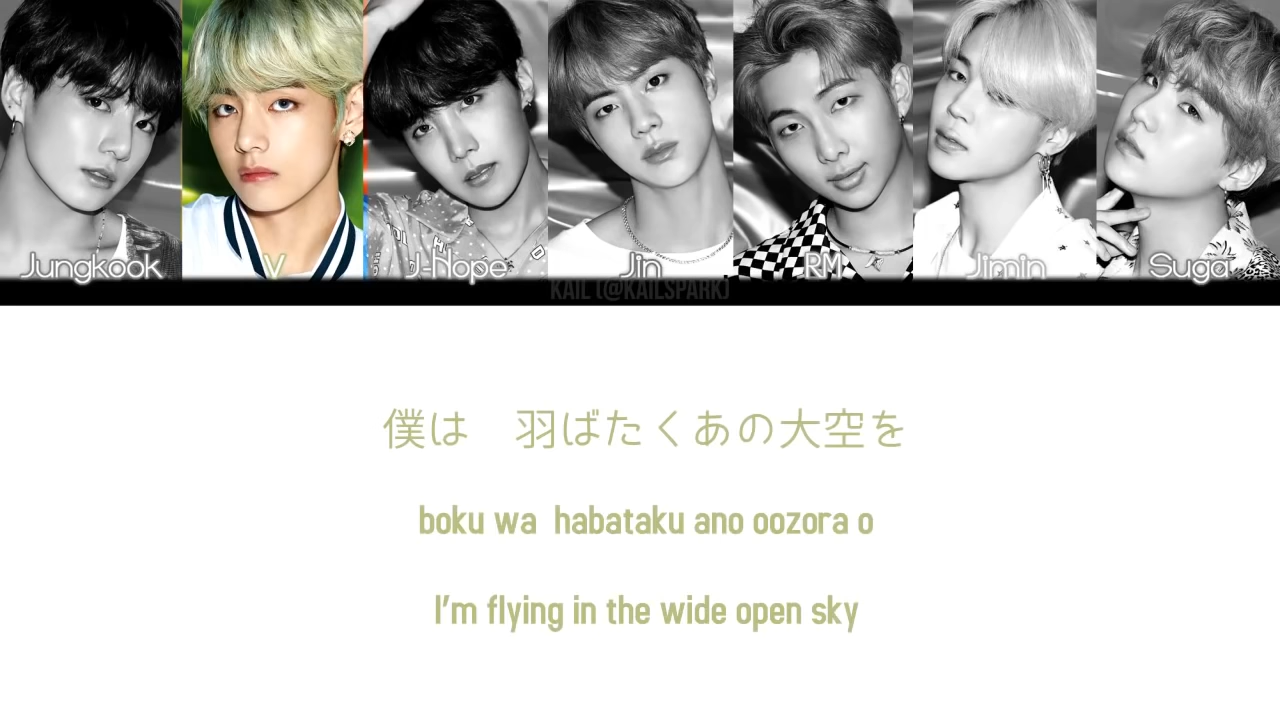 Jungkook V J-Hope Jin RM Jimin Suga
KAIL (@KAILSPARK)
僕は　羽ばたくあの大空を
boku wa  habataku ano oozora o
I'm flying in the wide open sky